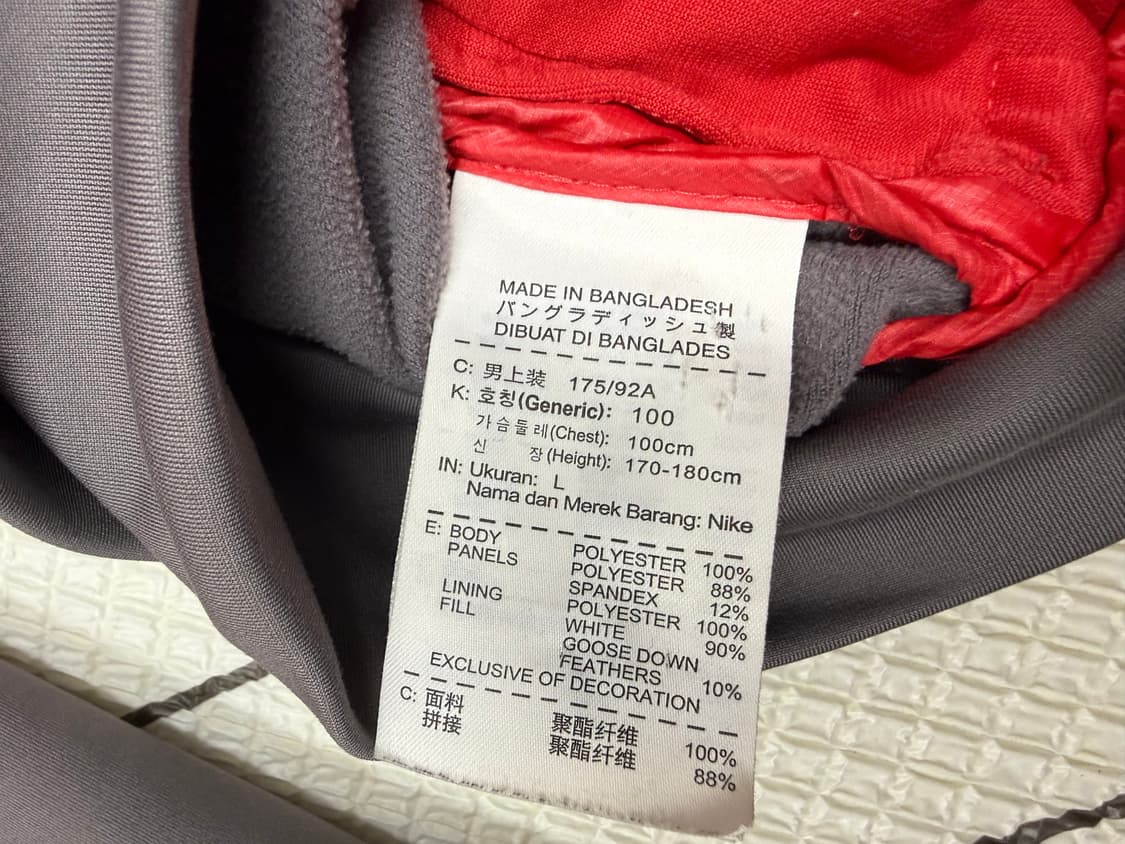 MADE IN BANGLADESH
バングラディッシュ製
DIBUAT DI BANGLADES
C: 男上装 175/92A
K: 호칭(Generic): 100
가슴둘레(Chest): 100cm
신 장(Height): 170-180cm
IN: Ukuran: L
Nama dan Merek Barang: Nike
E: BODY POLYESTER 100%
PANELS POLYESTER 88%
SPANDEX 12%
LINING POLYESTER 100%
FILL WHITE 90%
GOOSE DOWN
FEATHERS 10%
EXCLUSIVE OF DECORATION
C: 面料 聚酯纤维 100%
拼接 聚酯纤维 88%